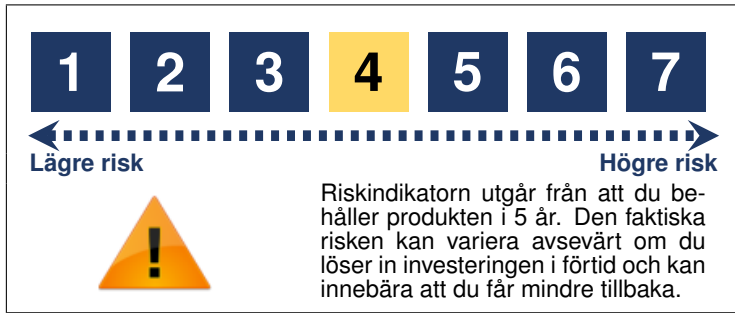 1 2 3 4 5 6 7
Lägre risk Högre risk
Riskindikatorn utgår från att du be-
håller produkten i 5 år. Den faktiska
risken kan variera avsevärt om du
löser in investeringen i förtid och kan
innebära att du får mindre tillbaka.